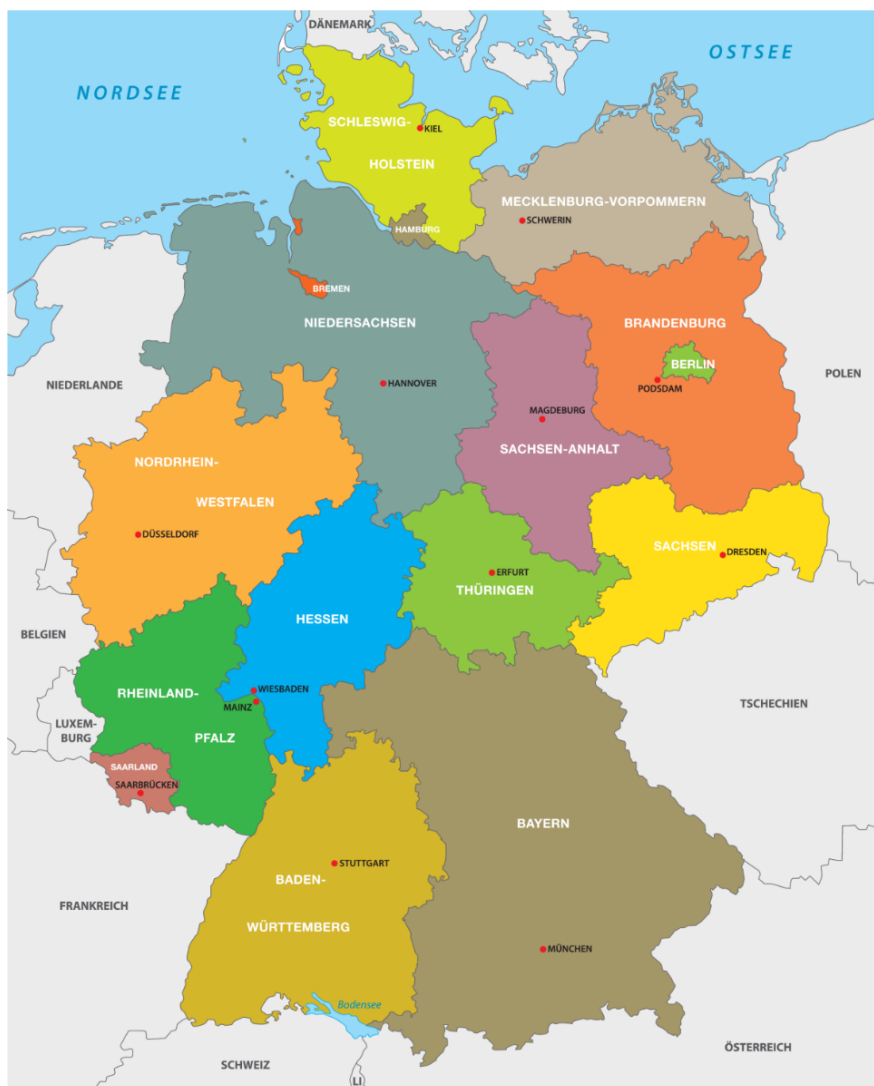 DÄNEMARK
OSTSEE
NORDSEE
SCHLESWIG-
KIEL
HOLSTEIN
MECKLENBURG-VORPOMMERN
SCHWERIN
HAMBURG
BREMEN
NIEDERSACHSEN
BRANDENBURG
BERLIN
POLEN
NIEDERLANDE
HANNOVER
PODSDAM
MAGDEBURG
SACHSEN-ANHALT
NORDRHEIN-
WESTFALEN
DÜSSELDORF
SACHSEN
DRESDEN
ERFURT
THÜRINGEN
HESSEN
BELGIEN
RHEINLAND-
WIESBADEN
MAINZ
PFALZ
TSCHECHIEN
LUXEM-
BURG
SAARLAND
SAARBRÜCKEN
BAYERN
STUTTGART
BADEN-
WÜRTTEMBERG
FRANKREICH
MÜNCHEN
Bodensee
ÖSTERREICH
SCHWEIZ
LI